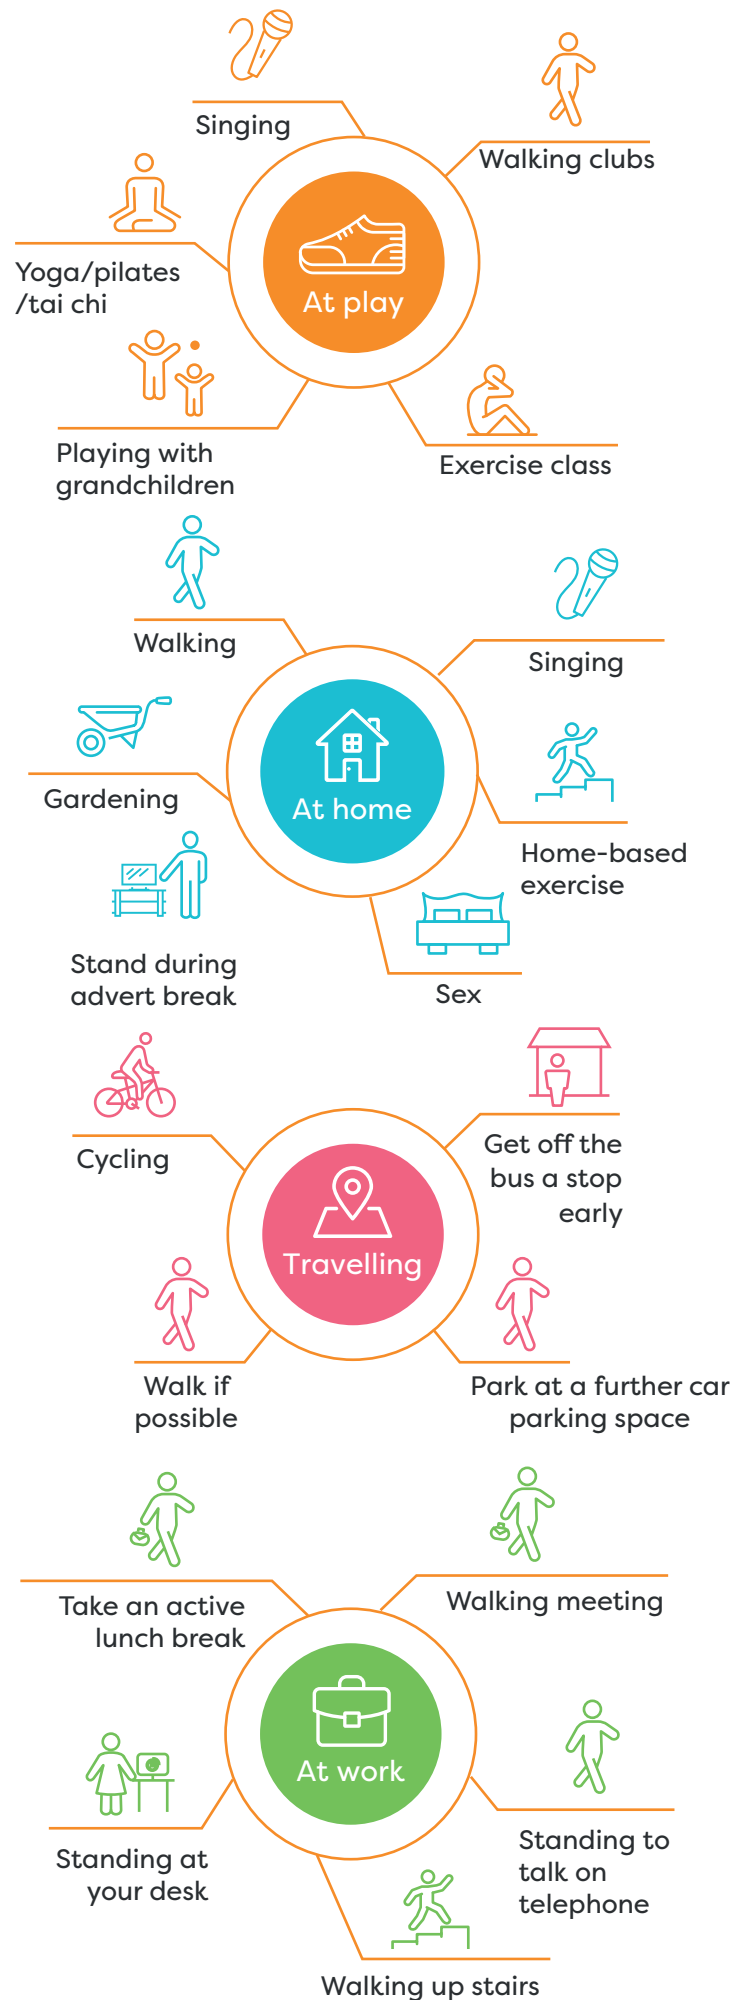 Singing
Walking clubs
Yoga/pilates
/tai chi
At play
Playing with
grandchildren
Exercise class
Walking
Singing
Gardening
At home
Home-based
exercise
Stand during
advert break
Sex
Cycling
Get off the
bus a stop
early
Travelling
Walk if
possible
Park at a further car
parking space
Take an active
lunch break
Walking meeting
At work
Standing at
your desk
Standing to
talk on
telephone
Walking up stairs